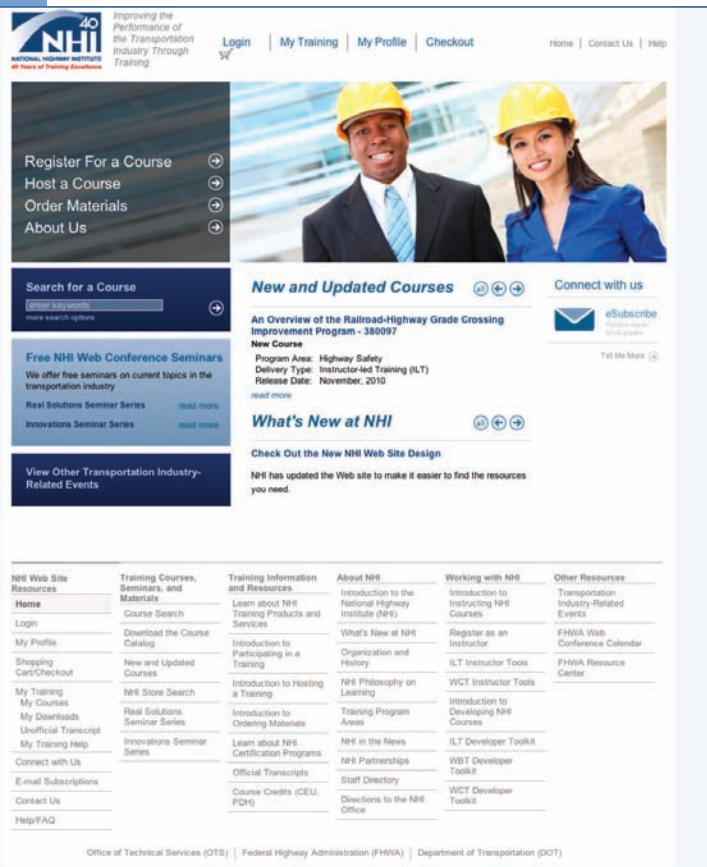 40
NHI
NATIONAL HIGHWAY INSTITUTE
40 Years of Training Excellence
Improving the
Performance of
the Transportation
Industry Through
Training
Login | My Training | My Profile | Checkout
Home | Contact Us | Help
Register For a Course
Host a Course
Order Materials
About Us
Search for a Course
enter keywords
more search options
Free NHI Web Conference Seminars
We offer free seminars on current topics in the
transportation industry
Real Solutions Seminar Series read more
Innovations Seminar Series read more
View Other Transportation Industry-
Related Events
New and Updated Courses
all
An Overview of the Railroad-Highway Grade Crossing
Improvement Program - 380097
New Course
Program Area: Highway Safety
Delivery Type: Instructor-led Training (ILT)
Release Date: November, 2010
read more
What's New at NHI
all
Check Out the New NHI Web Site Design
NHI has updated the Web site to make it easier to find the resources
you need.
Connect with us
eSubscribe
Tell Me More
NHI Web Site
Resources
Home
Login
My Profile
Shopping
Cart/Checkout
My Training
My Courses
My Downloads
Unofficial Transcript
My Training Help
Connect with Us
E-mail Subscriptions
Contact Us
Help/FAQ
Training Courses,
Seminars, and
Materials
Course Search
Download the Course
Catalog
New and Updated
Courses
NHI Store Search
Real Solutions
Seminar Series
Innovations Seminar
Series
Training Information
and Resources
Learn about NHI
Training Products and
Services
Introduction to
Participating in a
Training
Introduction to Hosting
a Training
Introduction to
Ordering Materials
Learn about NHI
Certification Programs
Official Transcripts
Course Credits (CEU,
PDH)
About NHI
Introduction to the
National Highway
Institute (NHI)
What's New at NHI
Organization and
History
NHI Philosophy on
Learning
Training Program
Areas
NHI in the News
NHI Partnerships
Staff Directory
Directions to the NHI
Office
Working with NHI
Introduction to
Instructing NHI
Courses
Register as an
Instructor
ILT Instructor Tools
WCT Instructor Tools
Introduction to
Developing NHI
Courses
ILT Developer Toolkit
WBT Developer
Toolkit
WCT Developer
Toolkit
Other Resources
Transportation
Industry-Related
Events
FHWA Web
Conference Calendar
FHWA Resource
Center
Office of Technical Services (OTS) | Federal Highway Administration (FHWA) | Department of Transportation (DOT)